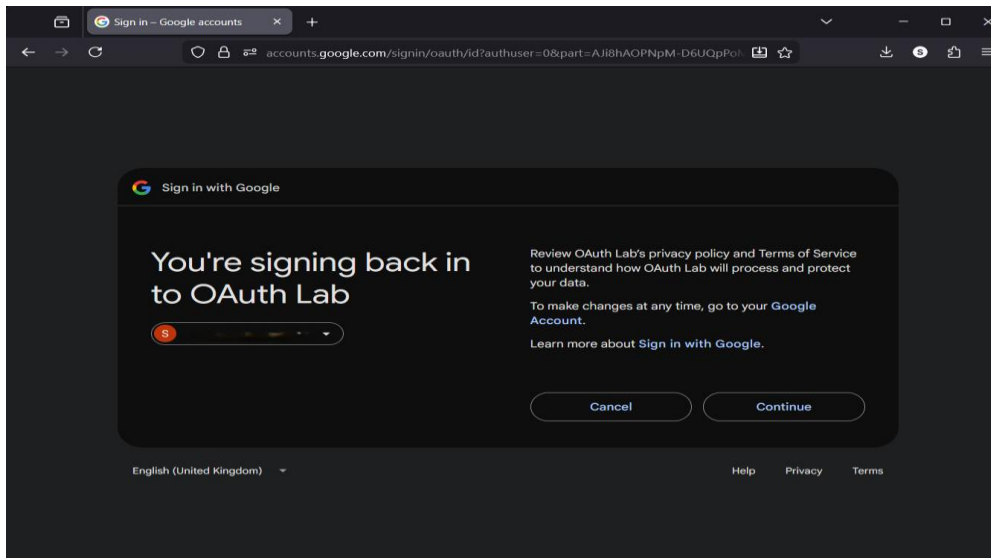 Sign in – Google accounts
accounts.google.com/signin/oauth/id?authuser=0&part=AJi8hAOPNpM-D6UQpPoN
S
Sign in with Google
You're signing back in
to OAuth Lab
S
Review OAuth Lab's privacy policy and Terms of Service
to understand how OAuth Lab will process and protect
your data.
To make changes at any time, go to your Google
Account.
Learn more about Sign in with Google.
Cancel
Continue
English (United Kingdom)
Help Privacy Terms